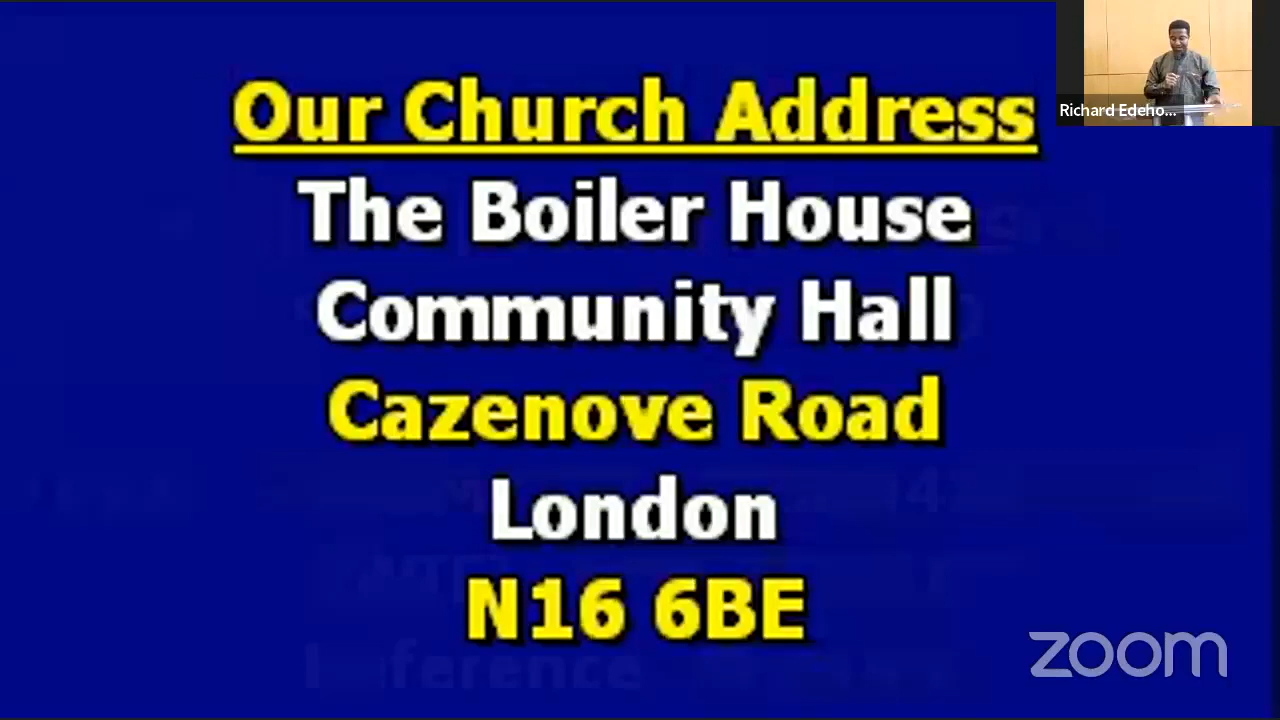 Our Church Address
The Boiler House
Community Hall
Cazenove Road
London
N16 6BE
Richard Edeho...
zoom